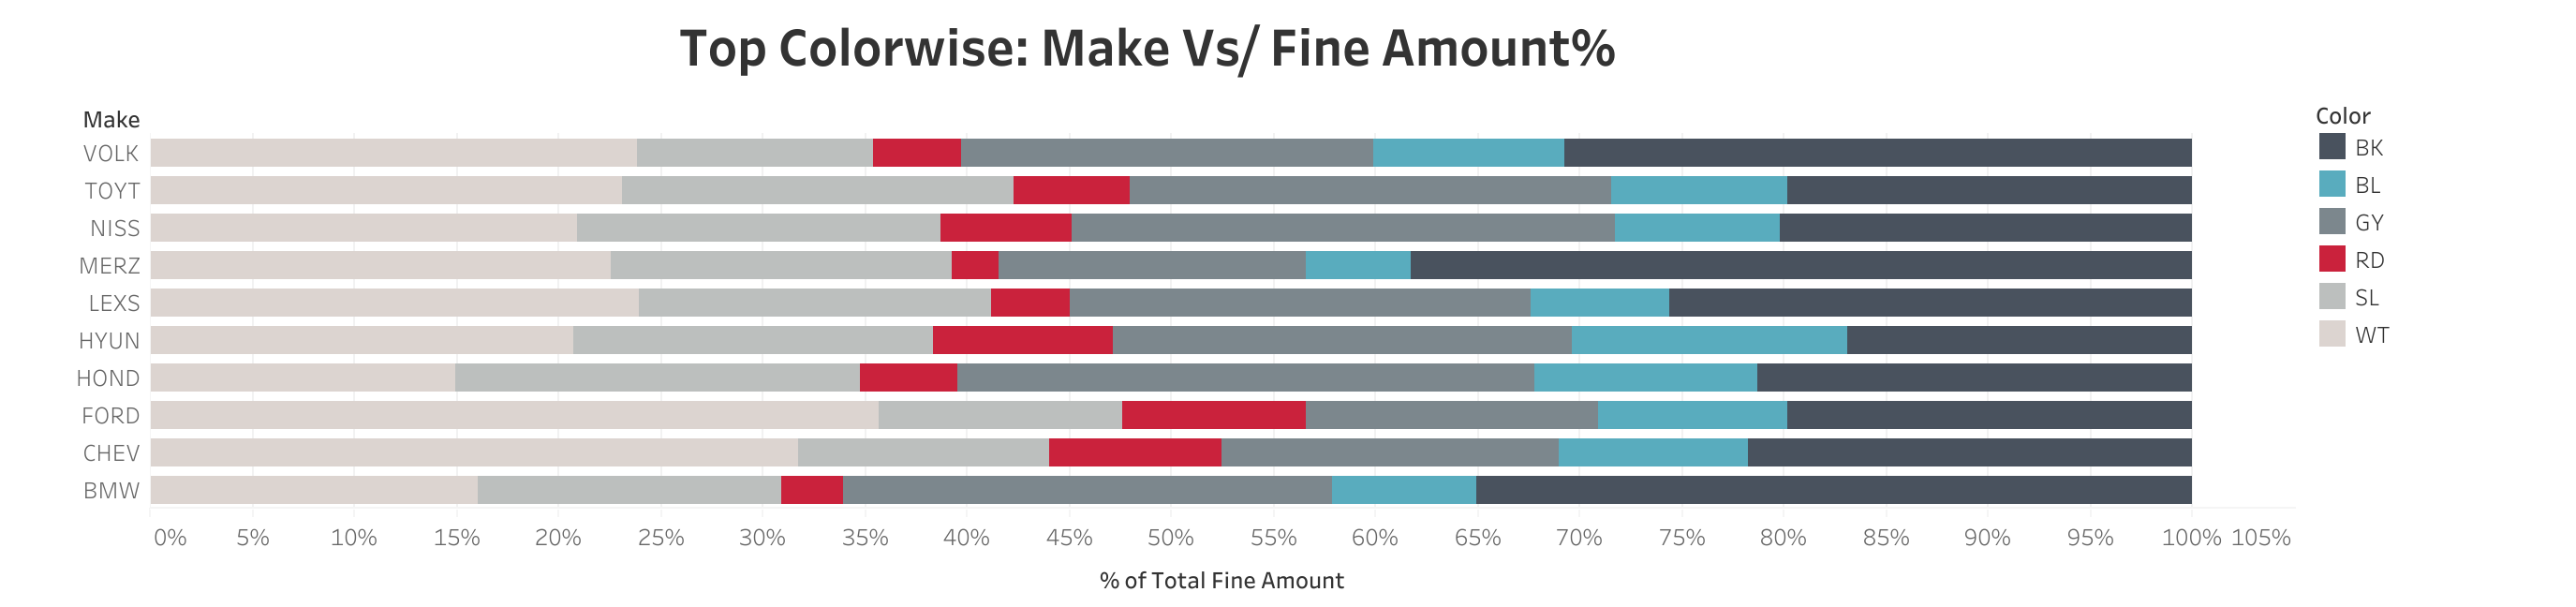 Top Colorwise: Make Vs/ Fine Amount%
Make
VOLK
TOYT
NISS
MERZ
LEXS
HYUN
HOND
FORD
CHEV
BMW
0% 5% 10% 15% 20% 25% 30% 35% 40% 45% 50% 55% 60% 65% 70% 75% 80% 85% 90% 95% 100% 105%
% of Total Fine Amount
Color
BK
BL
GY
RD
SL
WT